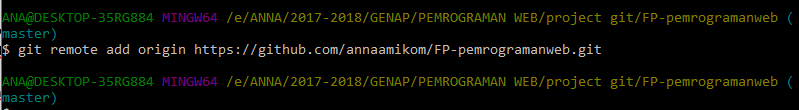 ANA@DESKTOP-35RG884 MINGW64 /e/ANNA/2017-2018/GENAP/PEMROGRAMAN WEB/project git/FP-pemrogramanweb (
master)
$ git remote add origin https://github.com/annaamikom/FP-pemrogramanweb.git
ANA@DESKTOP-35RG884 MINGW64 /e/ANNA/2017-2018/GENAP/PEMROGRAMAN WEB/project git/FP-pemrogramanweb (
master)